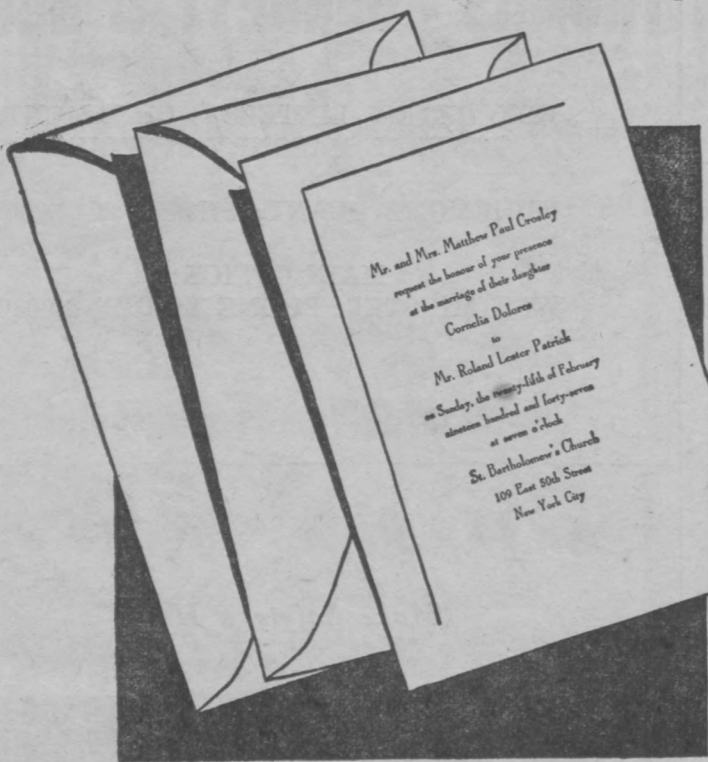 Mr. and Mrs. Matthew Paul Crosley
request the honour of your presence
at the marriage of their daughter
Cornelia Dolores
to
Mr. Roland Lester Patrick
on Sunday, the twenty-fifth of February
nineteen hundred and forty-seven
at seven o'clock
St. Bartholomew's Church
109 East 50th Street
New York City